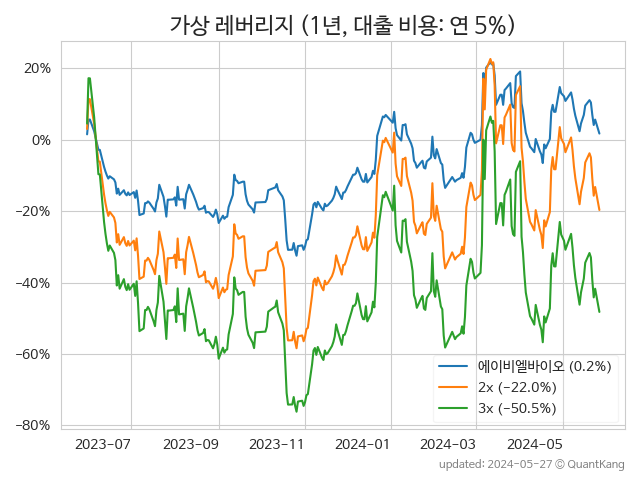 가상 레버리지 (1년, 대출 비용: 연 5%)
20%
0%
−20%
−40%
−60%
−80%
에이비엘바이오 (0.2%)
2x (−22.0%)
3x (−50.5%)
2023-07 2023-09 2023-11 2024-01 2024-03 2024-05
updated: 2024-05-27 © QuantKang